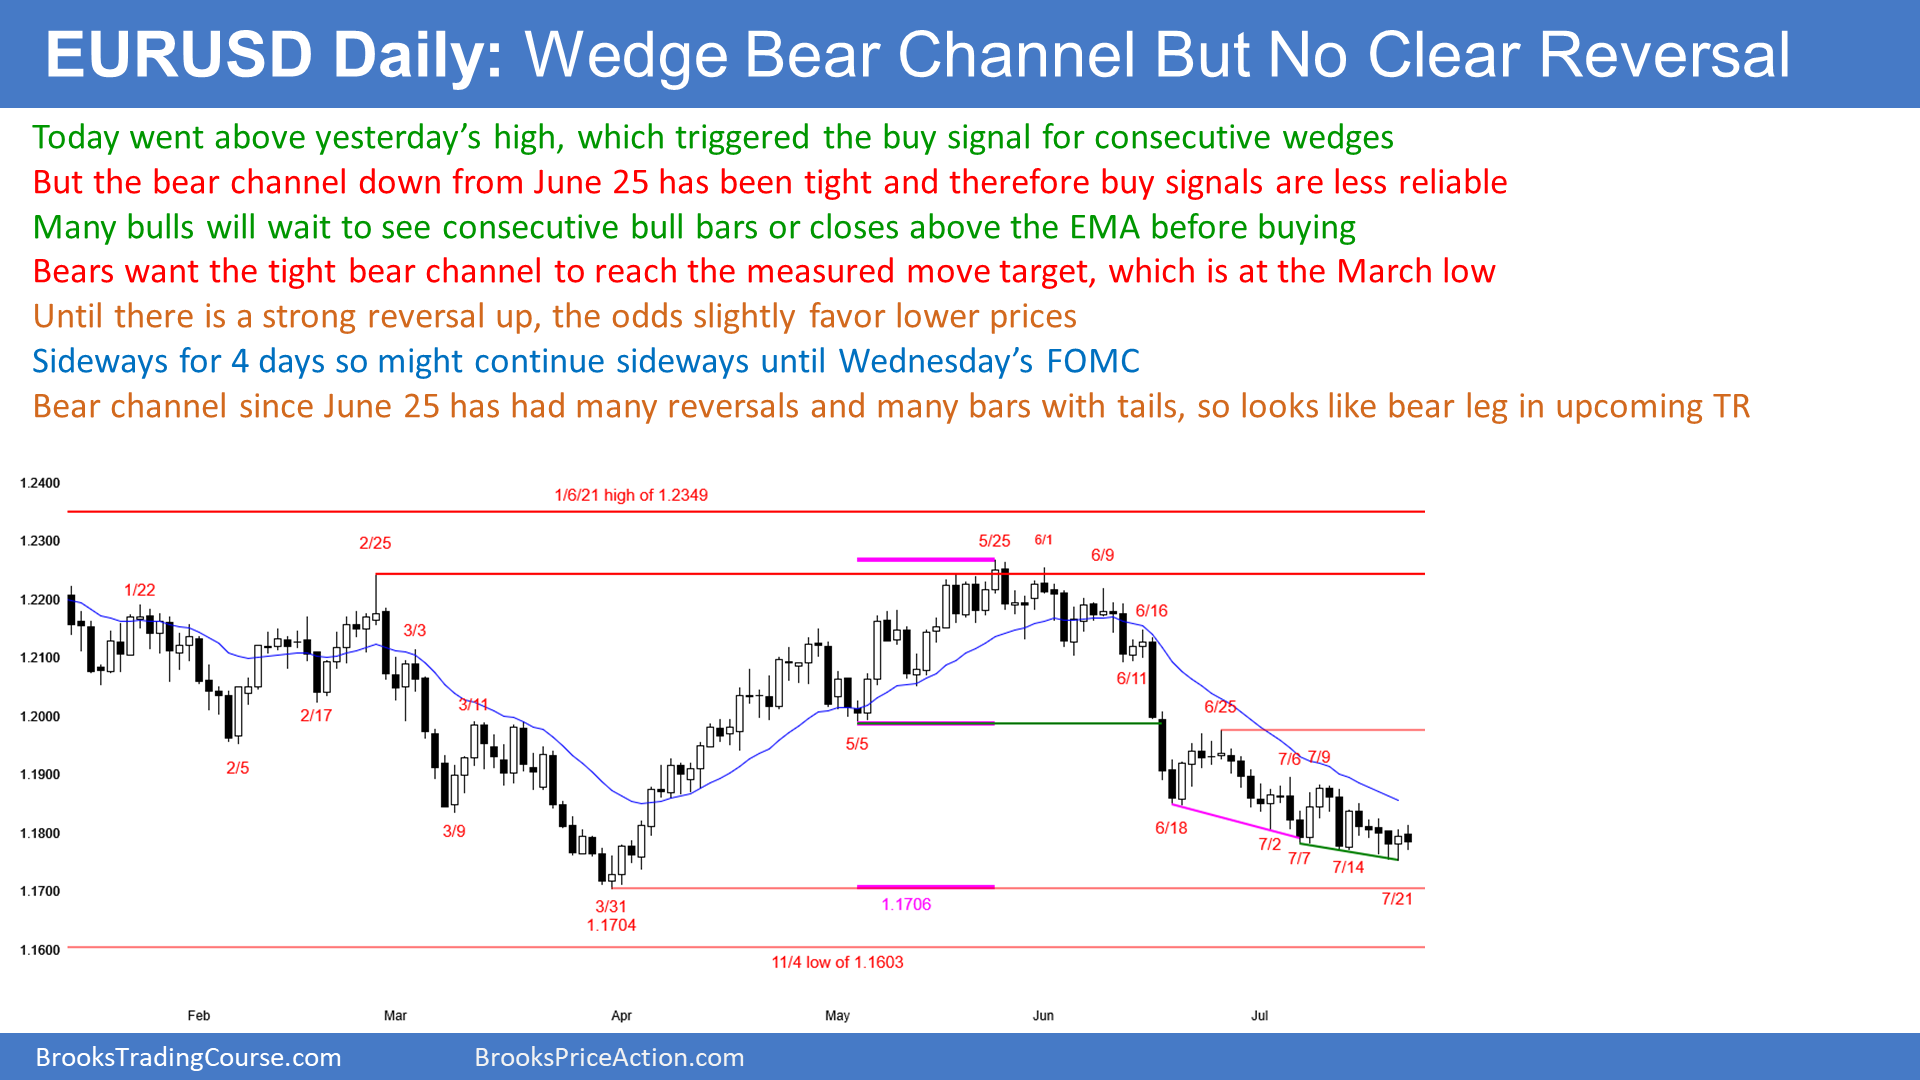 EURUSD Daily: Wedge Bear Channel But No Clear Reversal
Today went above yesterday’s high, which triggered the buy signal for consecutive wedges
But the bear channel down from June 25 has been tight and therefore buy signals are less reliable
Many bulls will wait to see consecutive bull bars or closes above the EMA before buying
Bears want the tight bear channel to reach the measured move target, which is at the March low
Until there is a strong reversal up, the odds slightly favor lower prices
Sideways for 4 days so might continue sideways until Wednesday’s FOMC
Bear channel since June 25 has had many reversals and many bars with tails, so looks like bear leg in upcoming TR
1.2400
1/6/21 high of 1.2349
1.2300
2/25
5/25
6/1
6/9
1/22
1.2200
6/16
3/3
1.2100
6/11
3/11
6/25
2/17
1.2000
5/5
7/6
7/9
2/5
1.1900
6/18
3/9
1.1800
7/2
7/7
7/14
1.1700
7/21
3/31
1.1706
1.1704
1.1600
11/4 low of 1.1603
Feb
Mar
Apr
May
Jun
Jul
BrooksTradingCourse.com
BrooksPriceAction.com